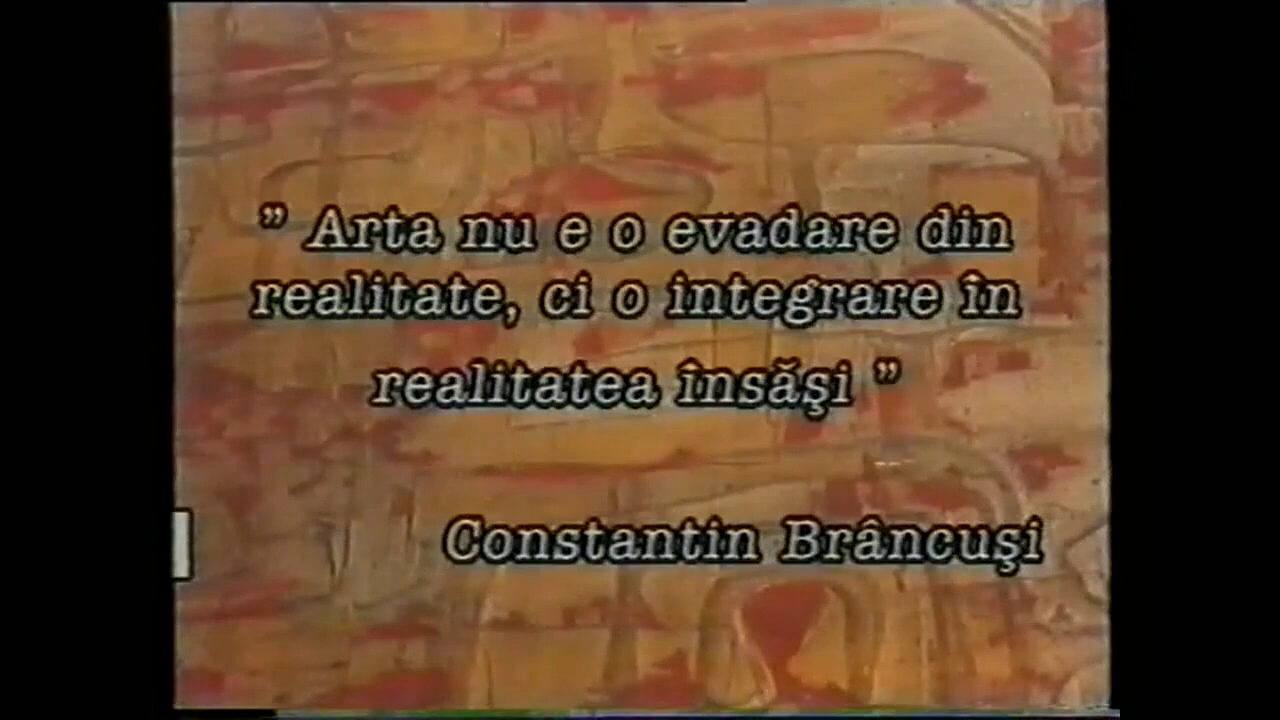 ” Arta nu e o evadare din
realitate, ci o integrare în
realitatea însăşi ”
Constantin Brâncuşi